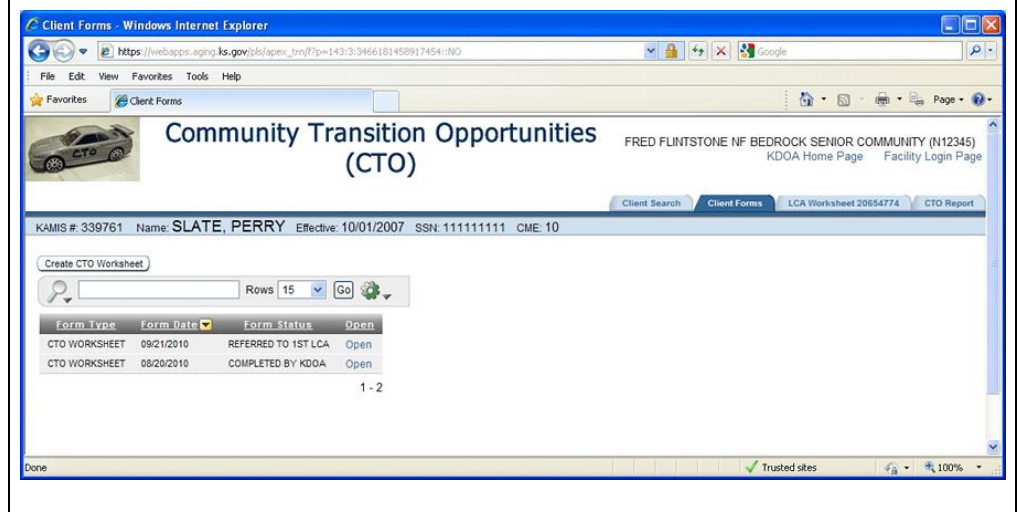 Client Forms - Windows Internet Explorer
https://webapps.aging.ks.gov/pls/apex_trn/f?p=143:3:3466181458917454::NO
Google
File Edit View Favorites Tools Help
Favorites Client Forms Page
CTO
Community Transition Opportunities
(CTO)
FRED FLINTSTONE NF BEDROCK SENIOR COMMUNITY (N12345)
KDOA Home Page Facility Login Page
Client Search Client Forms LCA Worksheet 20654774 CTO Report
KAMIS #: 339761 Name: SLATE, PERRY Effective: 10/01/2007 SSN: 111111111 CME: 10
Create CTO Worksheet
Rows 15 Go
Form Type Form Date Form Status Open
CTO WORKSHEET 09/21/2010 REFERRED TO 1ST LCA Open
CTO WORKSHEET 08/20/2010 COMPLETED BY KDOA Open
1 - 2
Done Trusted sites 100%